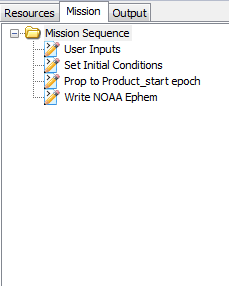 Resources Mission Output
Mission Sequence
User Inputs
Set Initial Conditions
Prop to Product_start epoch
Write NOAA Ephem